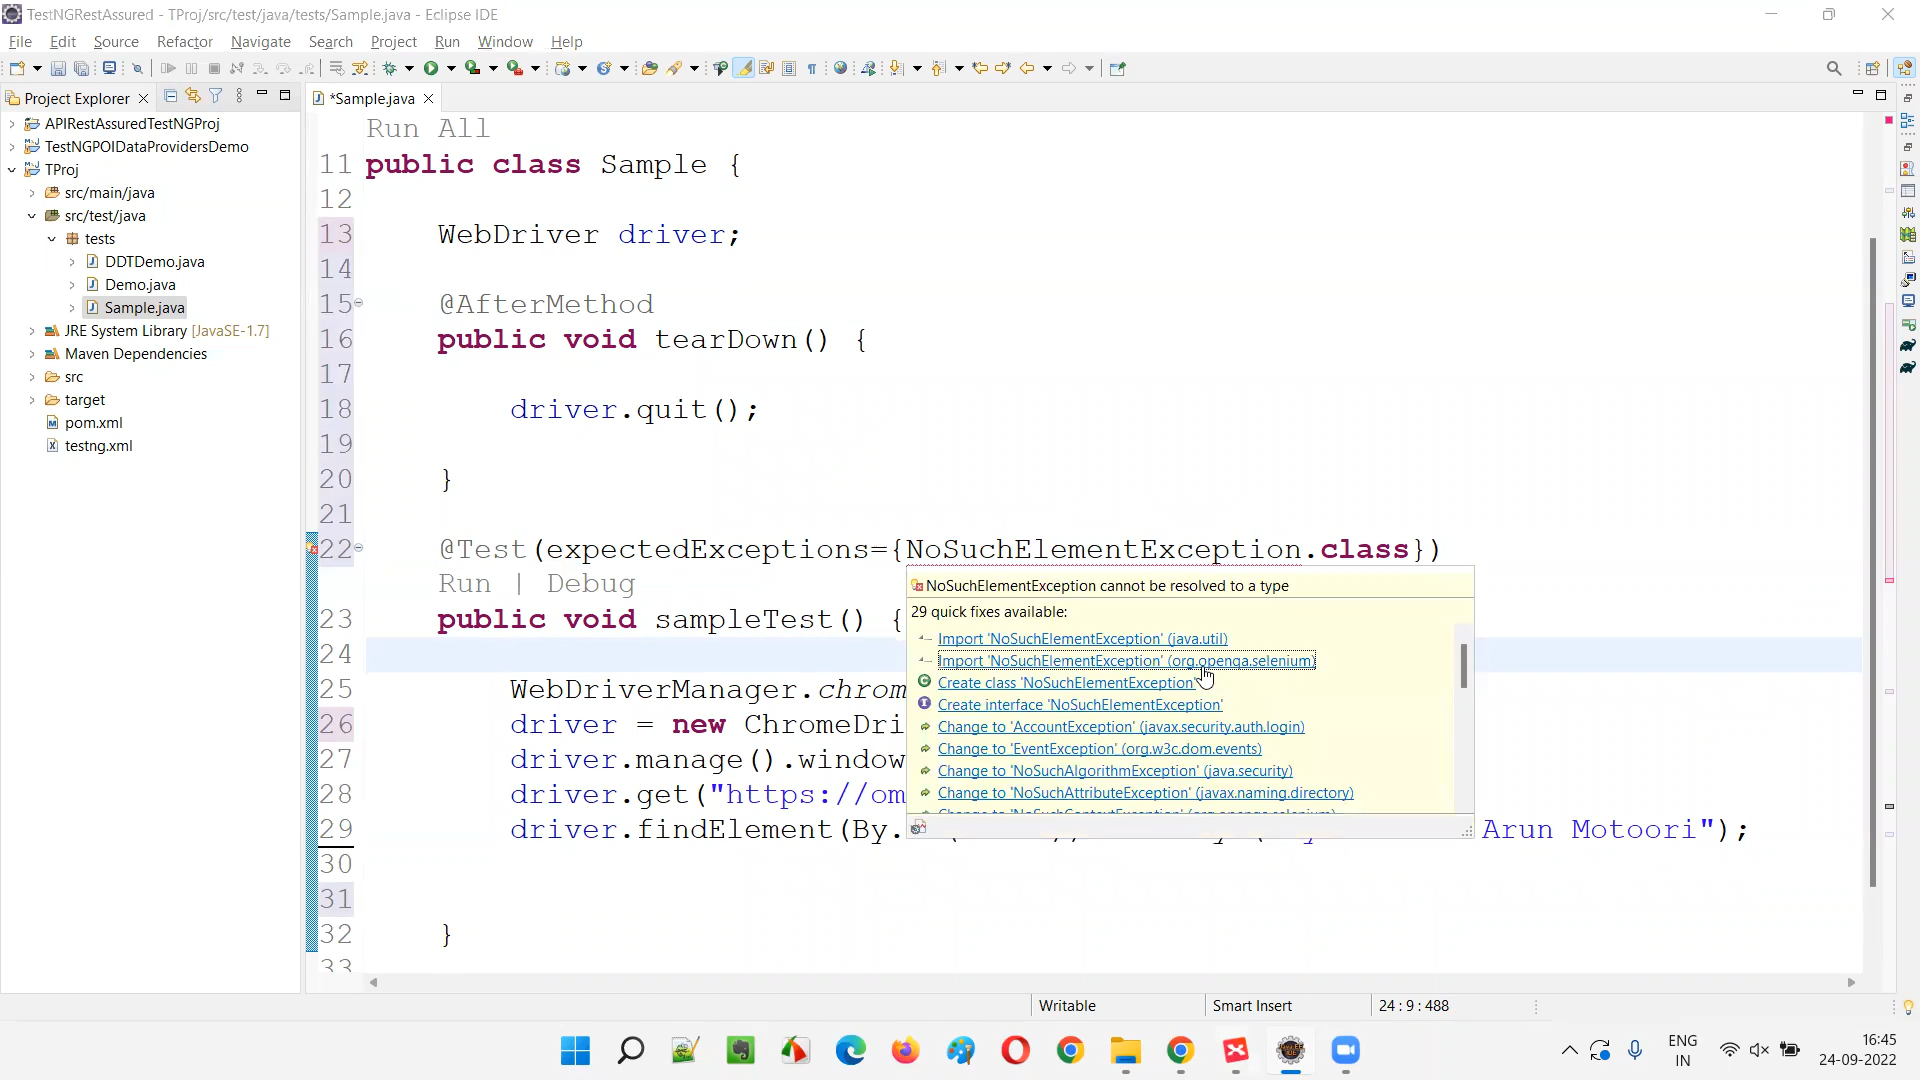 TestNGRestAssured - TProj/src/test/java/tests/Sample.java - Eclipse IDE
File Edit Source Refactor Navigate Search Project Run Window Help
Project Explorer
*Sample.java
APIRestAssuredTestNGProj
TestNGPOIDataProvidersDemo
TProj
src/main/java
src/test/java
tests
DDTDemo.java
Demo.java
Sample.java
JRE System Library [JavaSE-1.7]
Maven Dependencies
src
target
pom.xml
testng.xml
Run All
11 public class Sample {
12
13 WebDriver driver;
14
15 @AfterMethod
16 public void tearDown() {
17
18 driver.quit();
19
20 }
21
22 @Test(expectedExceptions={NoSuchElementException.class})
Run | Debug
23 public void sampleTest() {
24
25 WebDriverManager.chrom
26 driver = new ChromeDri
27 driver.manage().window
28 driver.get("https://om
29 driver.findElement(By. Arun Motoori");
30
31
32 }
33
NoSuchElementException cannot be resolved to a type
29 quick fixes available:
Import 'NoSuchElementException' (java.util)
Import 'NoSuchElementException' (org.openqa.selenium)
Create class 'NoSuchElementException'
Create interface 'NoSuchElementException'
Change to 'AccountException' (javax.security.auth.login)
Change to 'EventException' (org.w3c.dom.events)
Change to 'NoSuchAlgorithmException' (java.security)
Change to 'NoSuchAttributeException' (javax.naming.directory)
Change to 'NoSuchContextException' (org.openqa.selenium)
Writable Smart Insert 24 : 9 : 488
ENG
IN
16:45
24-09-2022